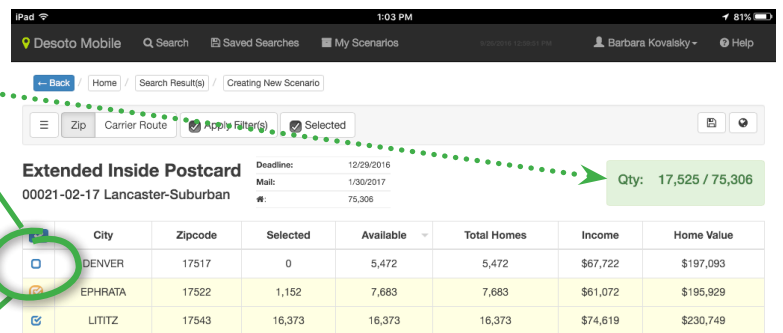 iPad 1:03 PM 81%
Desoto Mobile Search Saved Searches My Scenarios Barbara Kovalsky Help
← Back / Home / Search Result(s) / Creating New Scenario
Zip Carrier Route Apply Filter(s) Selected
Extended Inside Postcard
00021-02-17 Lancaster-Suburban
Deadline: 12/29/2016
Mail: 1/30/2017
: 75,306
Qty: 17,525 / 75,306
City Zipcode Selected Available Total Homes Income Home Value
DENVER 17517 0 5,472 5,472 $67,722 $197,093
EPHRATA 17522 1,152 7,683 7,683 $61,072 $195,929
LITITZ 17543 16,373 16,373 16,373 $74,619 $230,749